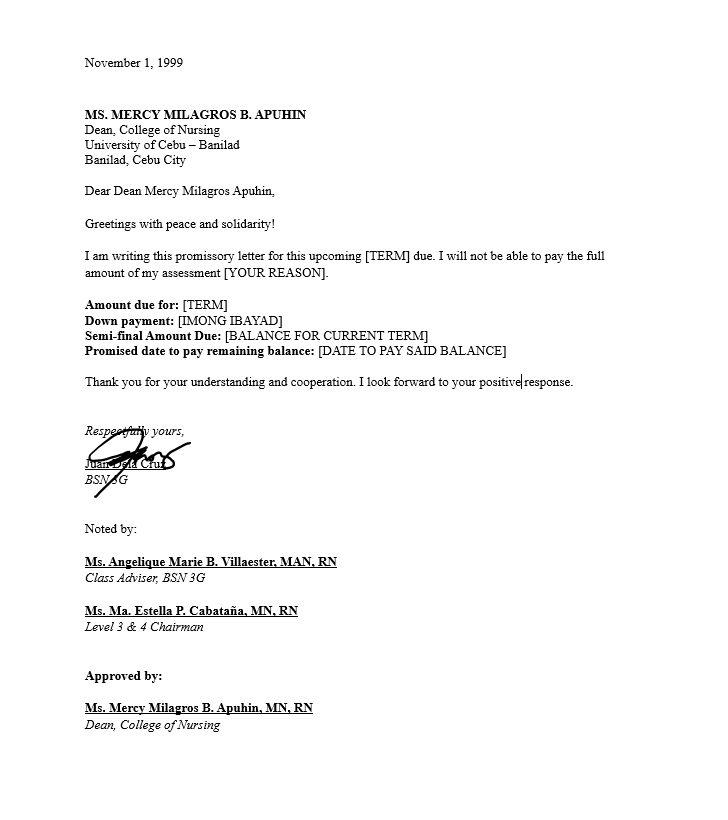 November 1, 1999
MS. MERCY MILAGROS B. APUHIN
Dean, College of Nursing
University of Cebu – Banilad
Banilad, Cebu City
Dear Dean Mercy Milagros Apuhin,
Greetings with peace and solidarity!
I am writing this promissory letter for this upcoming [TERM] due. I will not be able to pay the full
amount of my assessment [YOUR REASON].
Amount due for: [TERM]
Down payment: [IMONG IBAYAD]
Semi-final Amount Due: [BALANCE FOR CURRENT TERM]
Promised date to pay remaining balance: [DATE TO PAY SAID BALANCE]
Thank you for your understanding and cooperation. I look forward to your positive response.
Respectfully yours,
Juan Dela Cruz
BSN 3G
Noted by:
Ms. Angelique Marie B. Villaester, MAN, RN
Class Adviser, BSN 3G
Ms. Ma. Estella P. Cabataña, MN, RN
Level 3 & 4 Chairman
Approved by:
Ms. Mercy Milagros B. Apuhin, MN, RN
Dean, College of Nursing